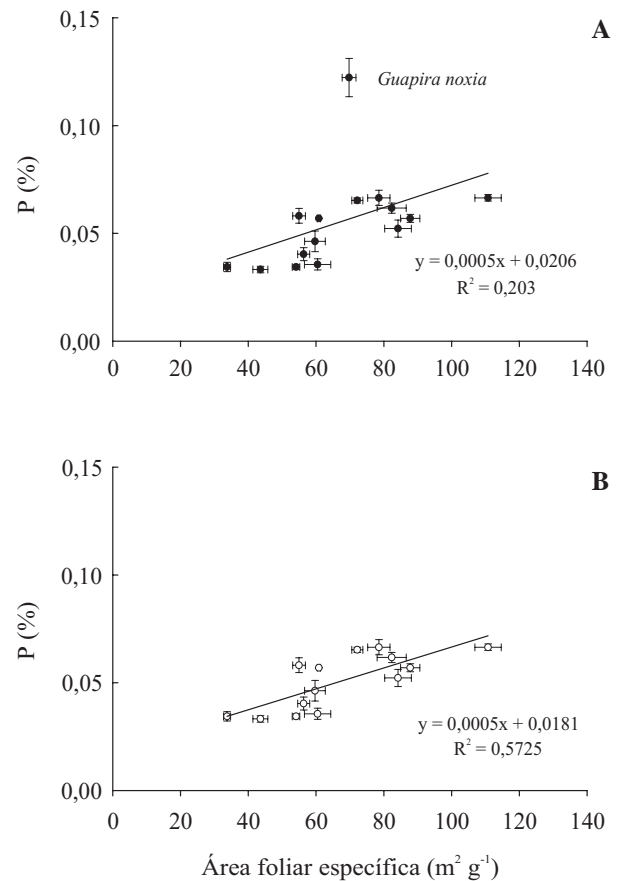 A
Guapira noxia
P (%)
0,15
0,10
0,05
0,00
y = 0,0005x + 0,0206
R² = 0,203
0 20 40 60 80 100 120 140
B
P (%)
0,15
0,10
0,05
0,00
y = 0,0005x + 0,0181
R² = 0,5725
0 20 40 60 80 100 120 140
Área foliar específica (m² g⁻¹)